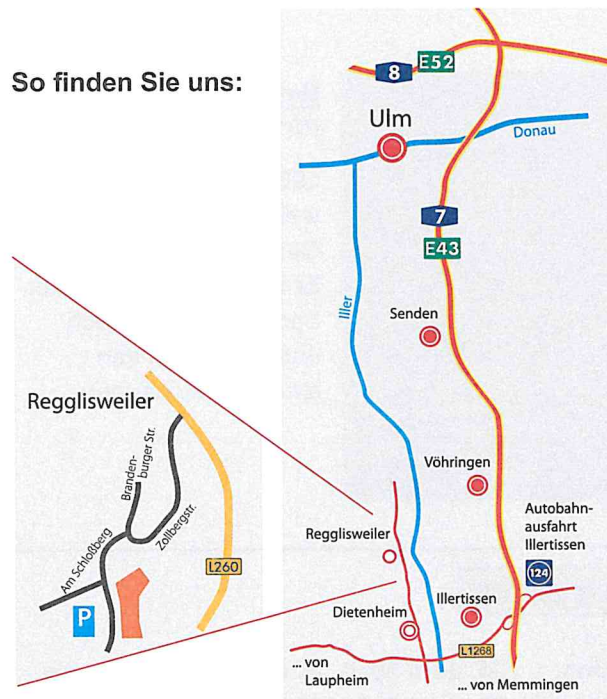 So finden Sie uns:
8
E52
Ulm
Donau
7
E43
Iller
Senden
Vöhringen
Autobahn-
ausfahrt
Illertissen
124
Regglisweiler
Dietenheim
Illertissen
L1268
... von
Laupheim
... von Memmingen
Regglisweiler
Branden-
burger Str.
Zollbergstr.
Am Schloßberg
L260
P